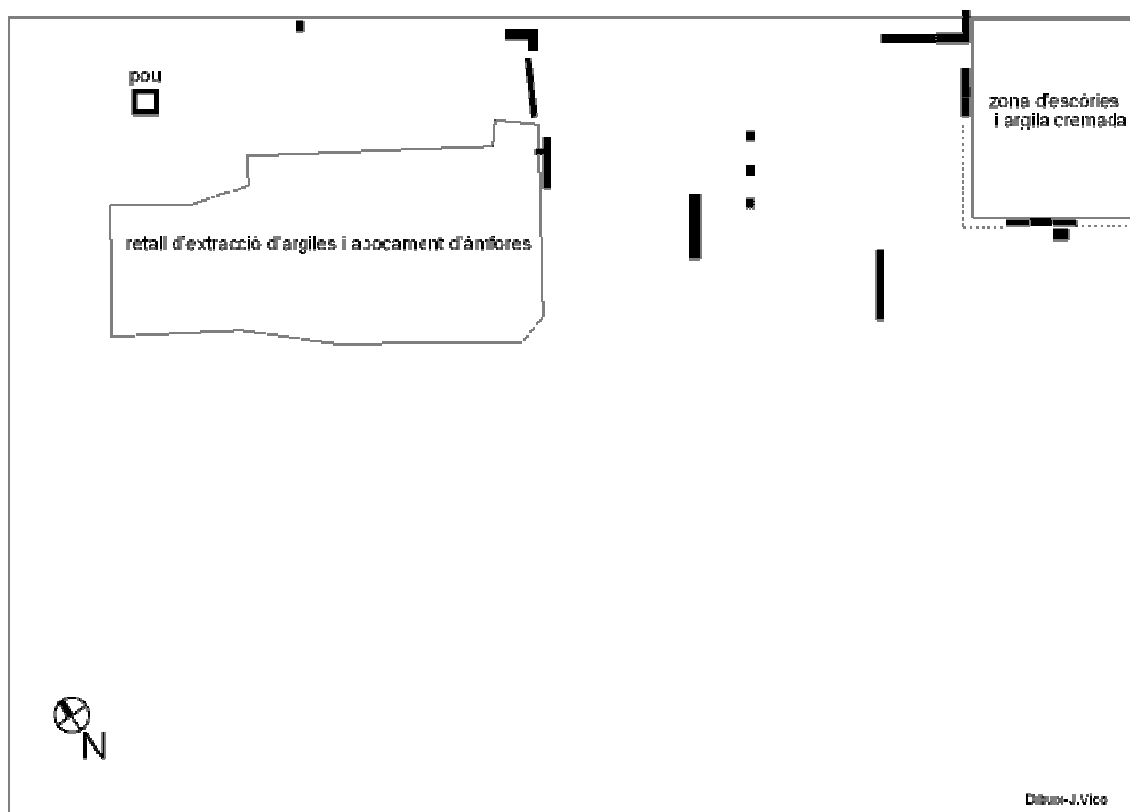 pou
zona d'escòries
i argila cremada
retall d'extracció d'argiles i abocament d'àmfores
N
Dibuix-J.Vico